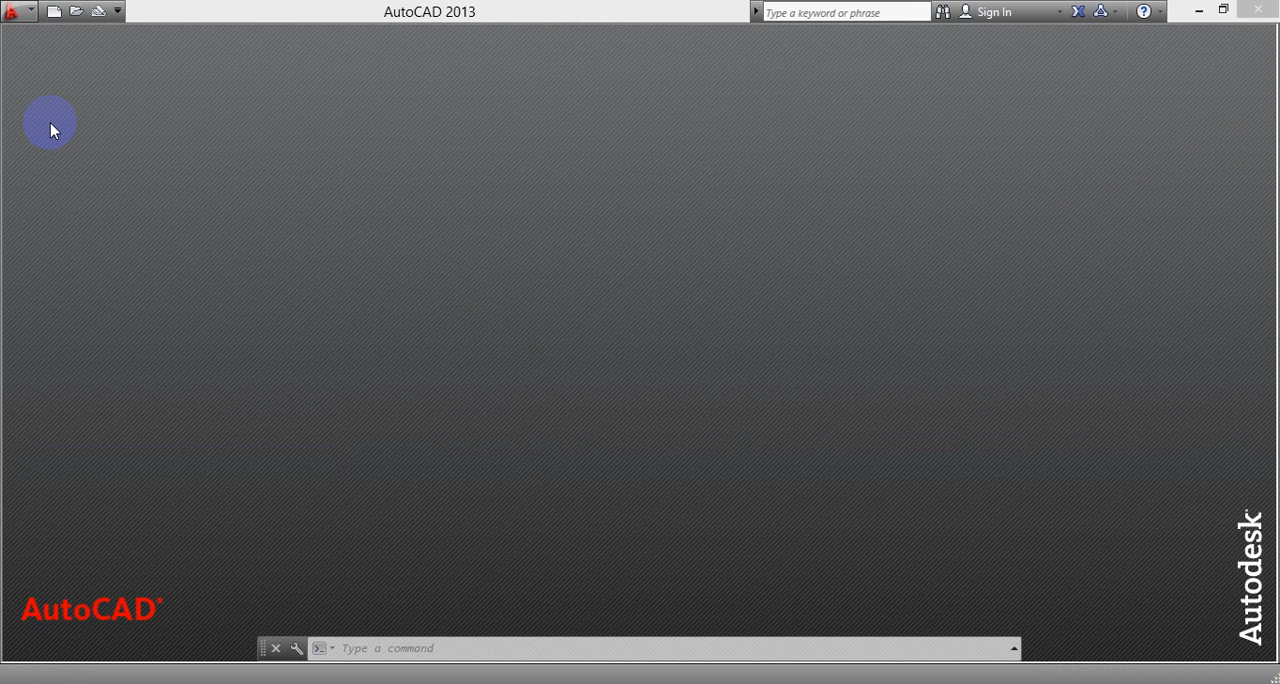 AutoCAD 2013
Type a keyword or phrase
Sign In
AutoCAD
Autodesk
Type a command